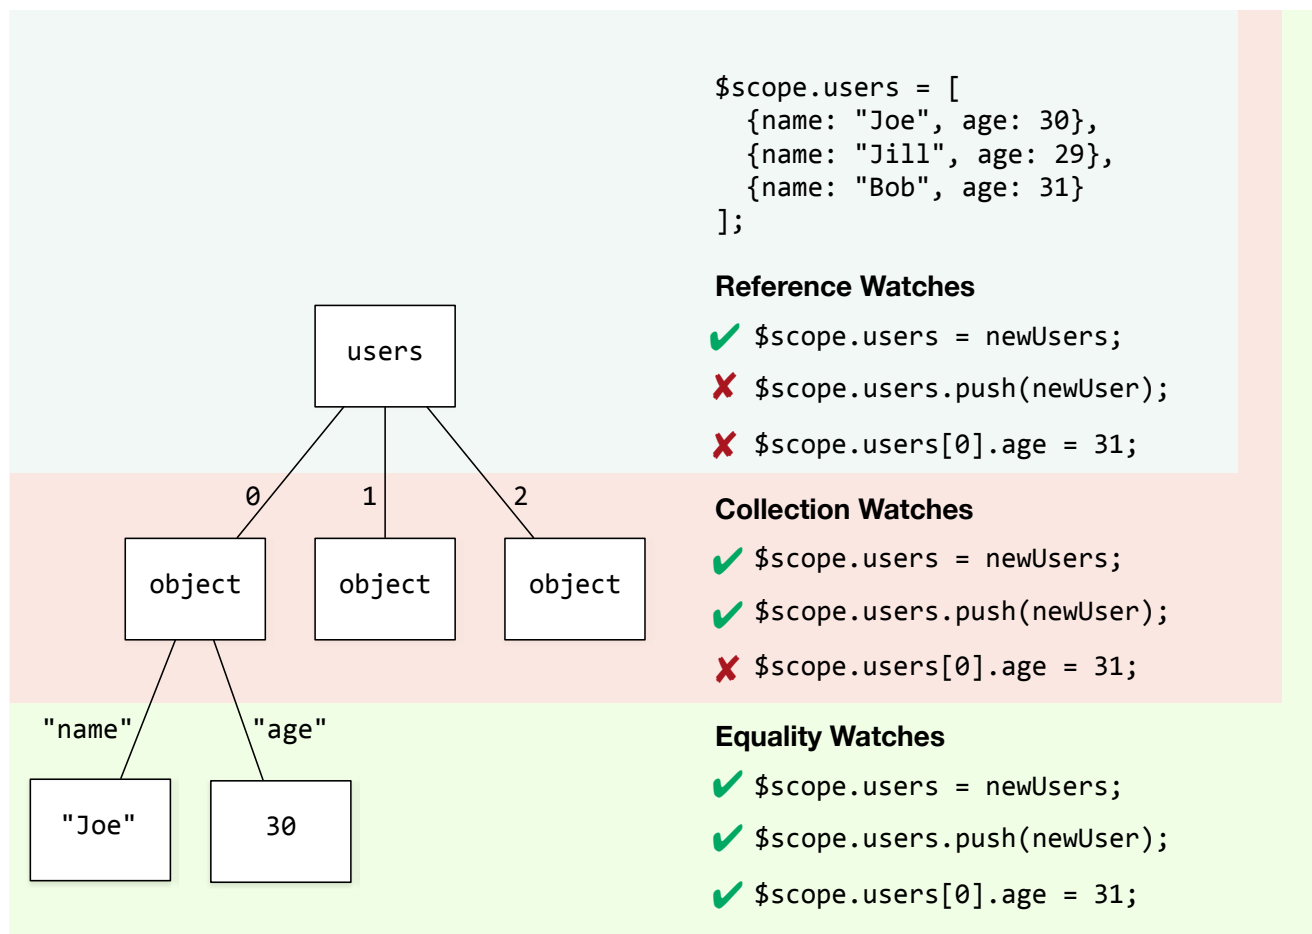 $scope.users = [
{name: "Joe", age: 30},
{name: "Jill", age: 29},
{name: "Bob", age: 31}
];
Reference Watches
✔ $scope.users = newUsers;
✘ $scope.users.push(newUser);
✘ $scope.users[0].age = 31;
users
0 1 2
object object object
Collection Watches
✔ $scope.users = newUsers;
✔ $scope.users.push(newUser);
✘ $scope.users[0].age = 31;
"name" "age"
"Joe" 30
Equality Watches
✔ $scope.users = newUsers;
✔ $scope.users.push(newUser);
✔ $scope.users[0].age = 31;